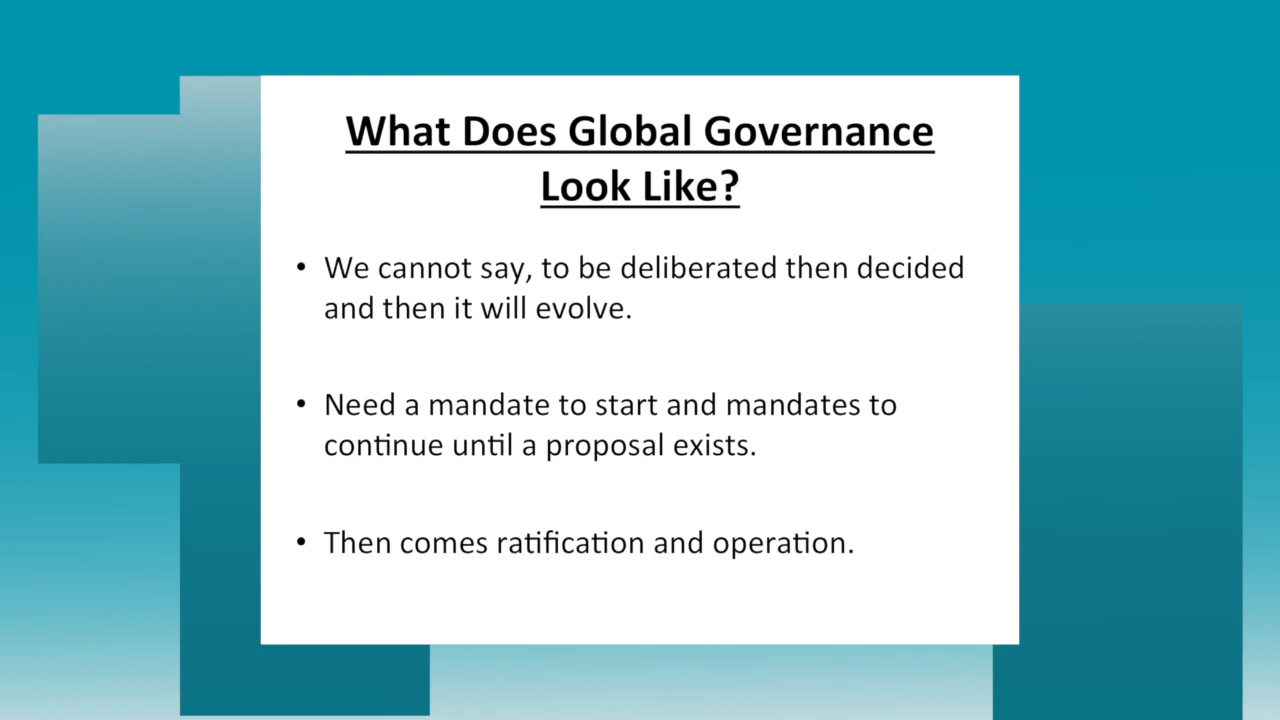 What Does Global Governance
Look Like?
• We cannot say, to be deliberated then decided
and then it will evolve.
• Need a mandate to start and mandates to
continue until a proposal exists.
• Then comes ratification and operation.